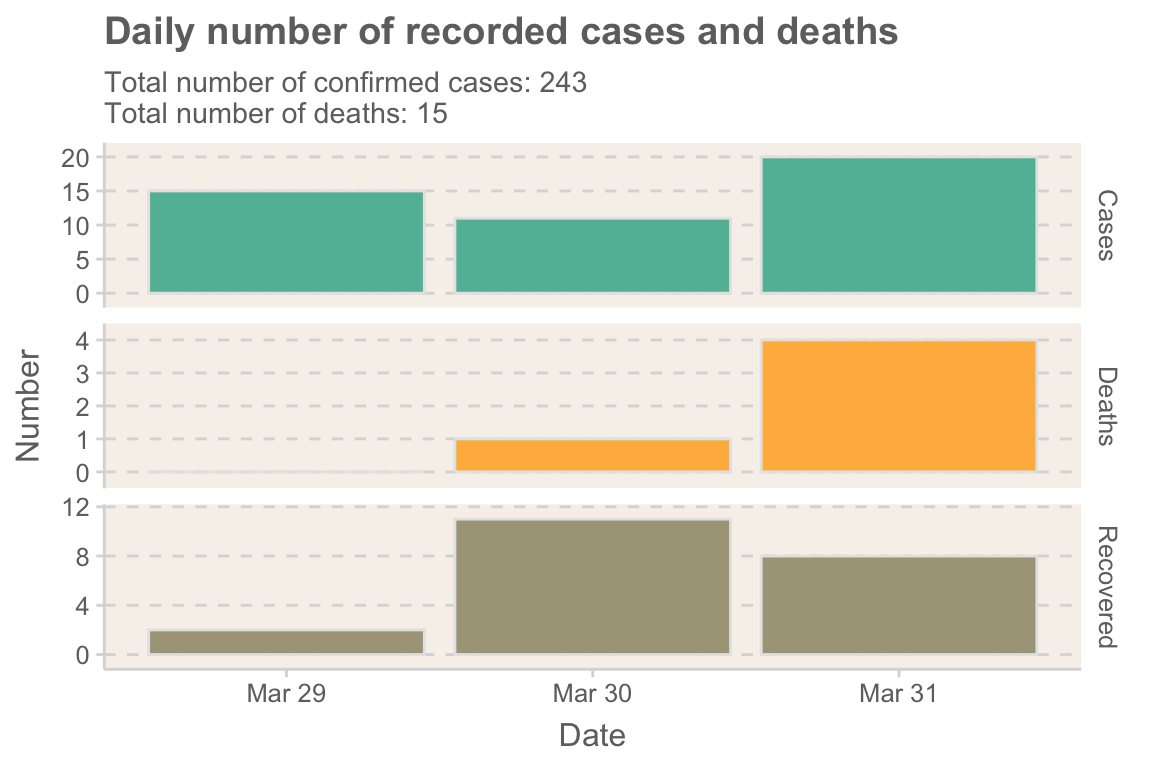 Daily number of recorded cases and deaths
Total number of confirmed cases: 243
Total number of deaths: 15
20
15
10
5
0
Cases
4
3
2
1
0
Deaths
12
8
4
0
Recovered
Number
Mar 29
Mar 30
Mar 31
Date